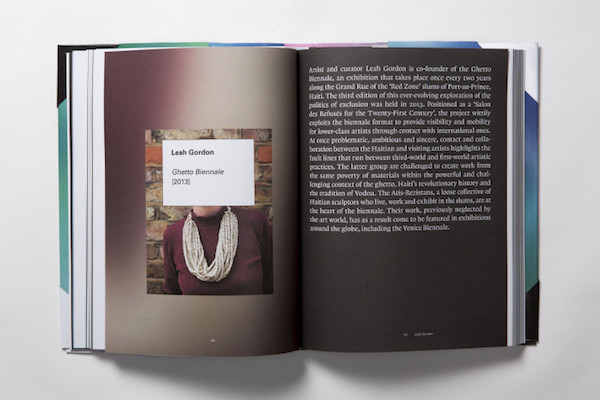 Leah Gordon
Ghetto Biennale
[2013]
Artist and curator Leah Gordon is co-founder of the Ghetto
Biennale, an exhibition that takes place once every two years
along the Grand Rue of the ‘Red Zone’ slums of Port-au-Prince,
Haiti. The third edition of this ever-evolving exploration of the
politics of exclusion was held in 2013. Positioned as a ‘Salon
des Refusés for the Twenty-First Century’, the project wittily
exploits the biennale format to provide visibility and mobility
for lower-class artists through contact with international ones.
At once problematic, ambitious and sincere, contact and colla-
boration between the Haitian and visiting artists highlights the
fault lines that run between third-world and first-world artistic
practices. The latter group are challenged to create work from
the same poverty of materials within the powerful and chal-
lenging context of the ghetto, Haiti’s revolutionary history and
the tradition of Vodou. The Atis-Rezistans, a loose collective of
Haitian sculptors who live, work and exhibit in the slums, are at
the heart of the biennale. Their work, previously neglected by
the art world, has as a result come to be featured in exhibitions
around the globe, including the Venice Biennale.
Leah Gordon